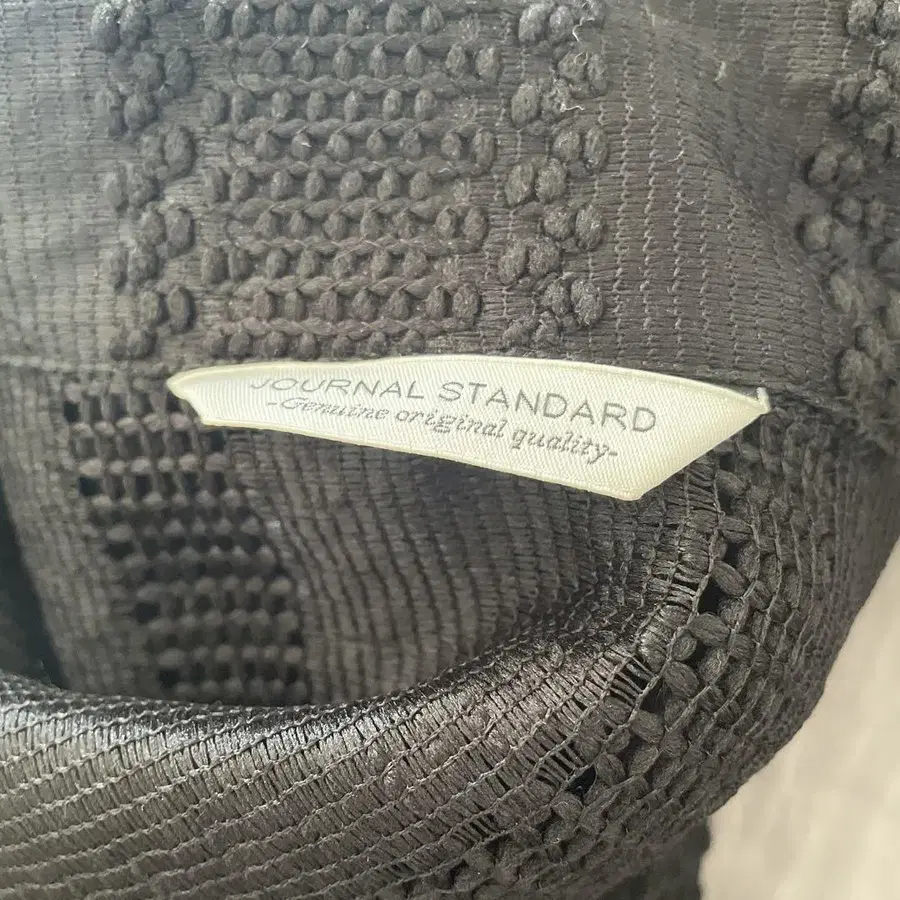 JOURNAL STANDARD
-Genuine original quality-